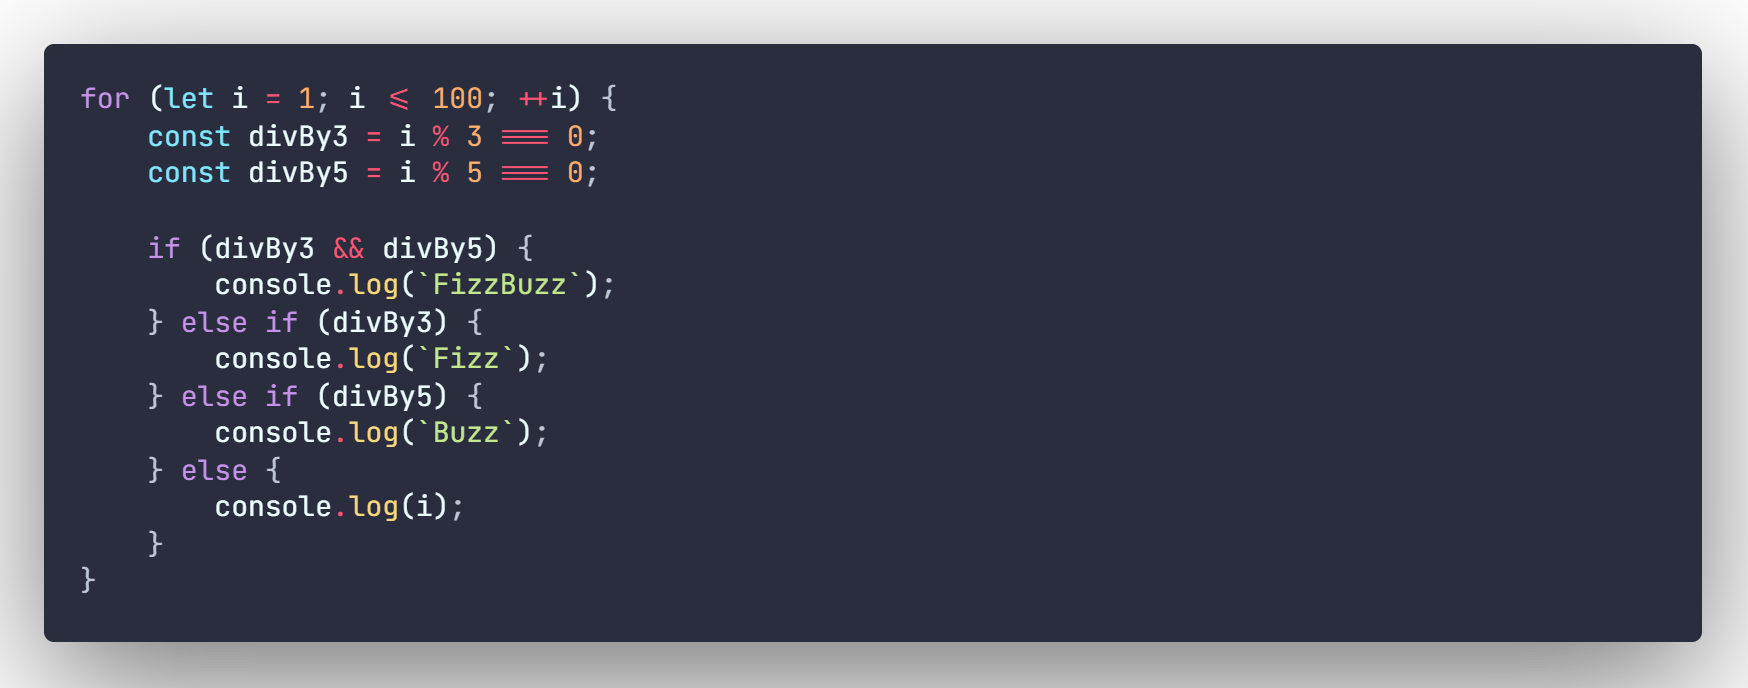 for (let i = 1; i <= 100; ++i) {
    const divBy3 = i % 3 === 0;
    const divBy5 = i % 5 === 0;

    if (divBy3 && divBy5) {
        console.log(`FizzBuzz`);
    } else if (divBy3) {
        console.log(`Fizz`);
    } else if (divBy5) {
        console.log(`Buzz`);
    } else {
        console.log(i);
    }
}